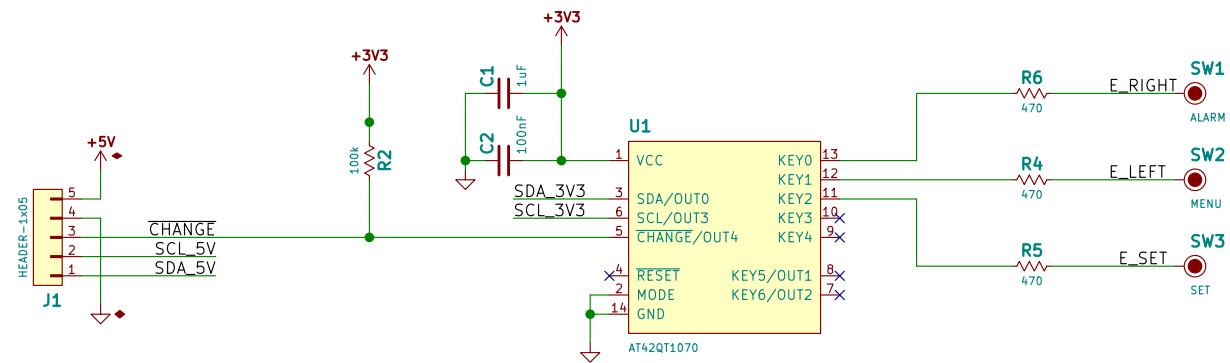 +3V3
+3V3
+5V
C1
1uF
C2
100nF
R2
100k
HEADER-1x05
J1
5
4
3
2
1
CHANGE
SCL_5V
SDA_5V
SDA_3V3
SCL_3V3
U1
1 VCC
3 SDA/OUT0
6 SCL/OUT3
5 CHANGE/OUT4
4 RESET
2 MODE
14 GND
KEY0 13
KEY1 12
KEY2 11
KEY3 10
KEY4 9
KEY5/OUT1 8
KEY6/OUT2 7
AT42QT1070
R6
470
E_RIGHT
SW1
ALARM
R4
470
E_LEFT
SW2
MENU
R5
470
E_SET
SW3
SET